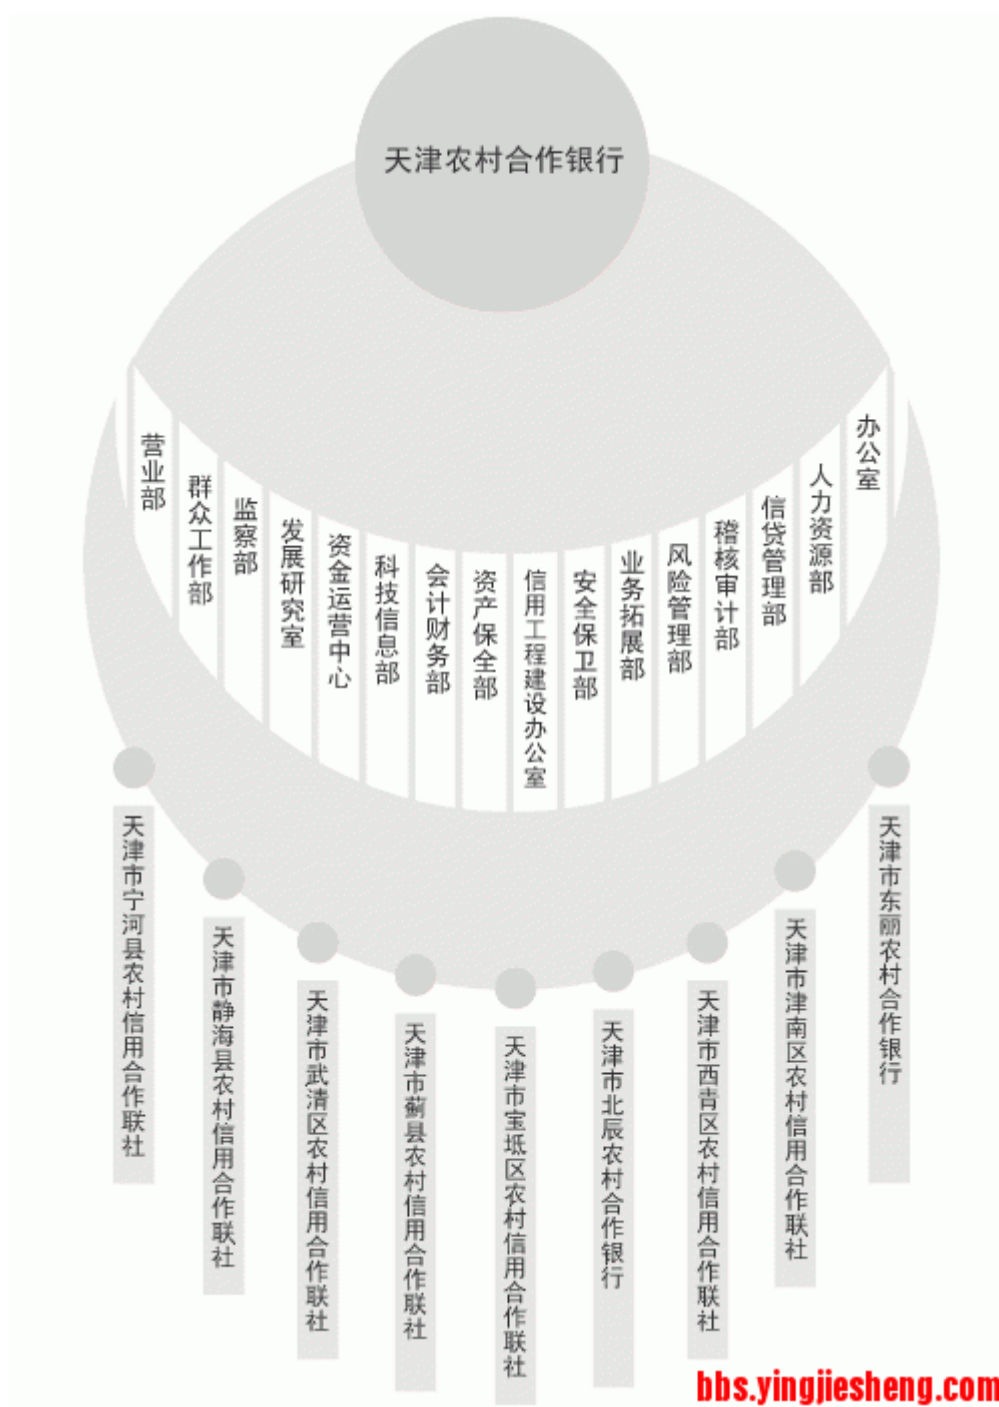 天津农村合作银行
营业部
群众工作部
监察部
发展研究室
资金运营中心
科技信息部
会计财务部
资产保全部
信用工程建设办公室
安全保卫部
业务拓展部
风险管理部
稽核审计部
信贷管理部
人力资源部
办公室
天津市宁河县农村信用合作联社
天津市静海县农村信用合作联社
天津市武清区农村信用合作联社
天津市蓟县农村信用合作联社
天津市宝坻区农村信用合作联社
天津市北辰农村合作银行
天津市西青区农村信用合作联社
天津市津南区农村信用合作联社
天津市东丽农村合作银行
bbs.yingjiesheng.com